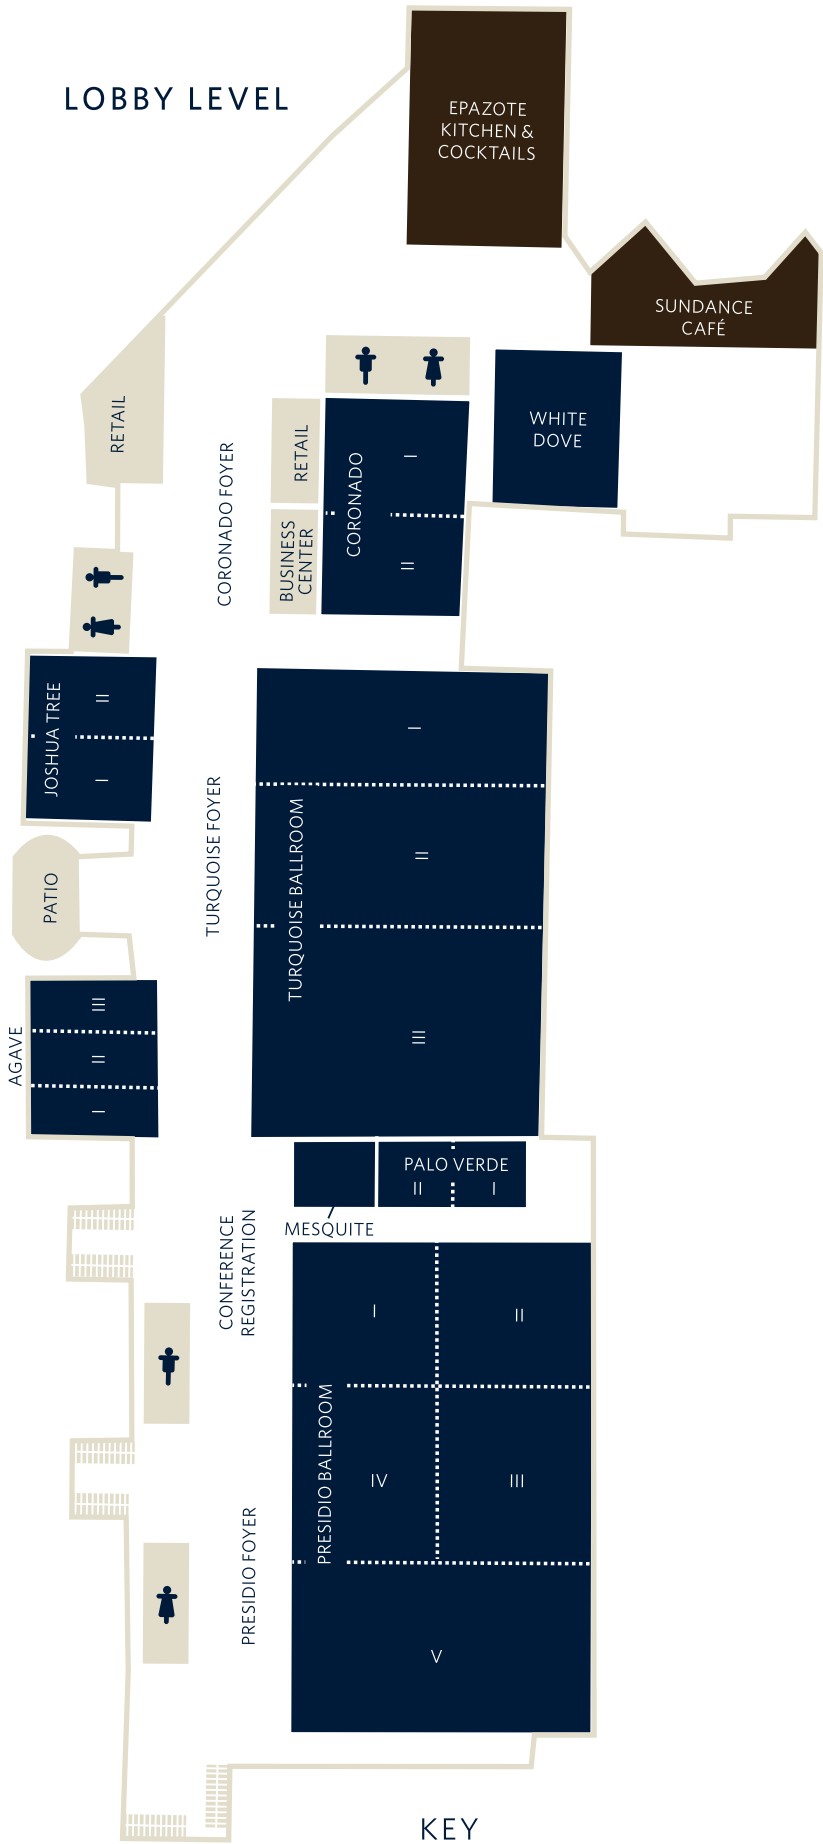 LOBBY LEVEL
EPAZOTE
KITCHEN &
COCKTAILS
SUNDANCE
CAFÉ
WHITE
DOVE
RETAIL
CORONADO FOYER
RETAIL
BUSINESS
CENTER
CORONADO
I
II
JOSHUA TREE
II
I
TURQUOISE FOYER
TURQUOISE BALLROOM
I
II
III
PATIO
AGAVE
III
II
I
PALO VERDE
II
I
MESQUITE
CONFERENCE
REGISTRATION
PRESIDIO BALLROOM
I
II
IV
III
V
PRESIDIO FOYER
KEY